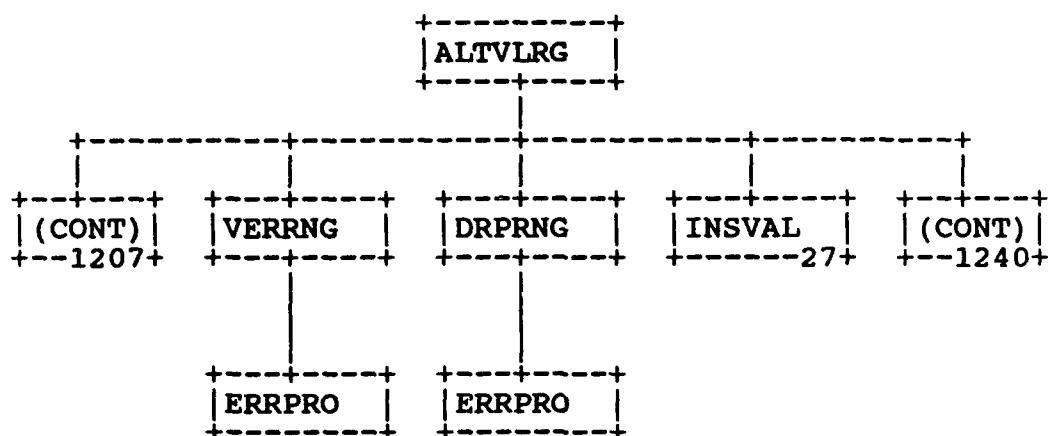 ALTVLRG
(CONT) VERRNG DRPRNG INSVAL (CONT)
1207 27 1240
ERRPRO ERRPRO